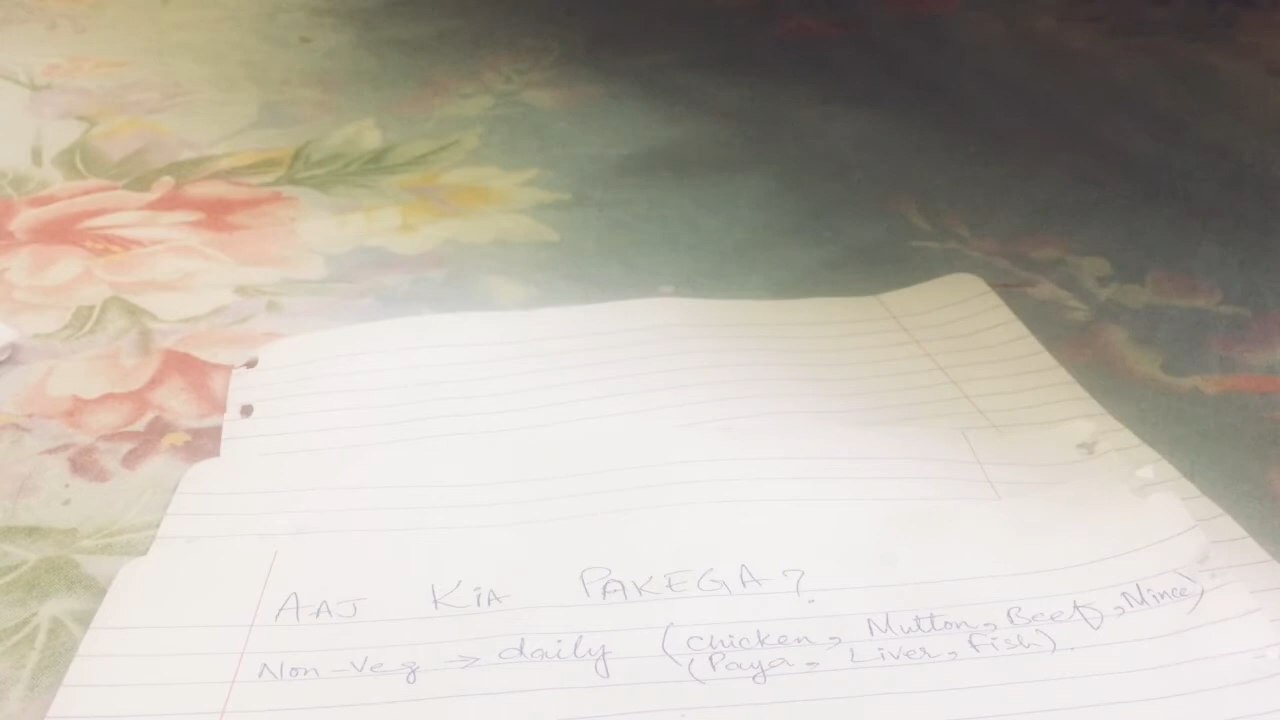 AAJ KiA PAKEGA?
Non-Veg → daily (Chicken, Mutton, Beef, Mince)
(Paya, Liver, fish).